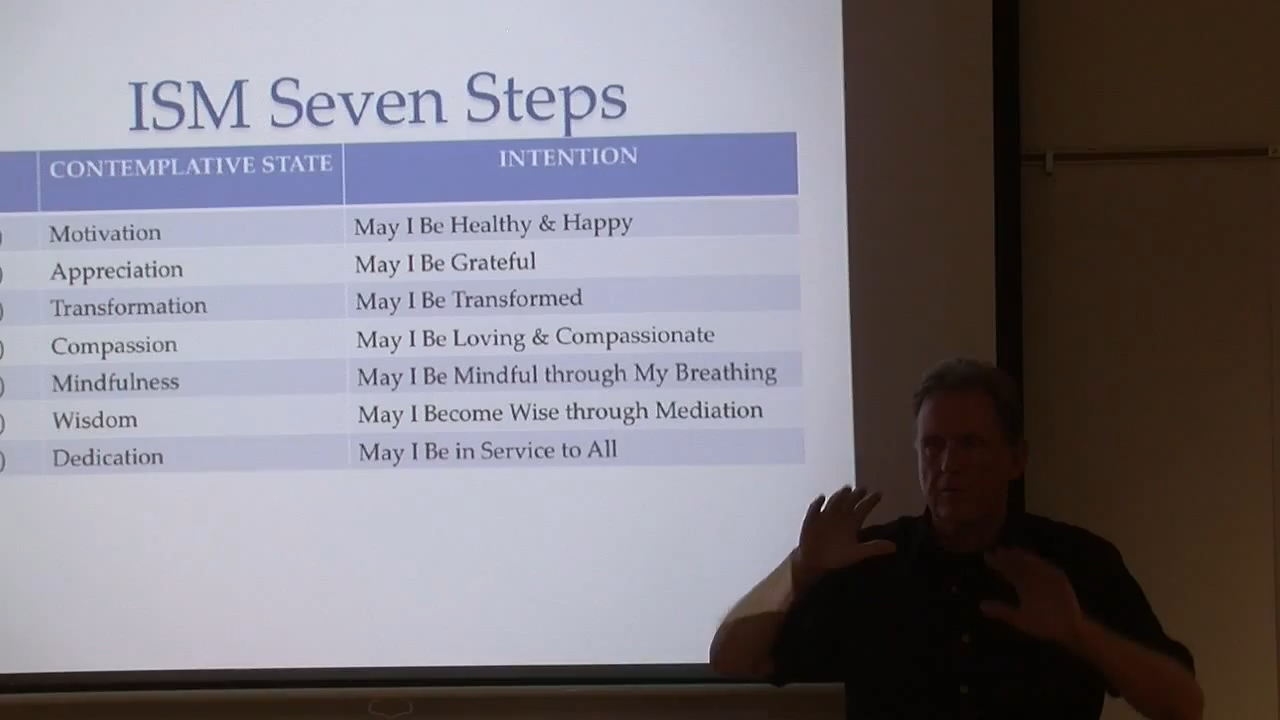 ISM Seven Steps
CONTEMPLATIVE STATE INTENTION
) Motivation May I Be Healthy & Happy
) Appreciation May I Be Grateful
) Transformation May I Be Transformed
) Compassion May I Be Loving & Compassionate
) Mindfulness May I Be Mindful through My Breathing
) Wisdom May I Become Wise through Mediation
) Dedication May I Be in Service to All